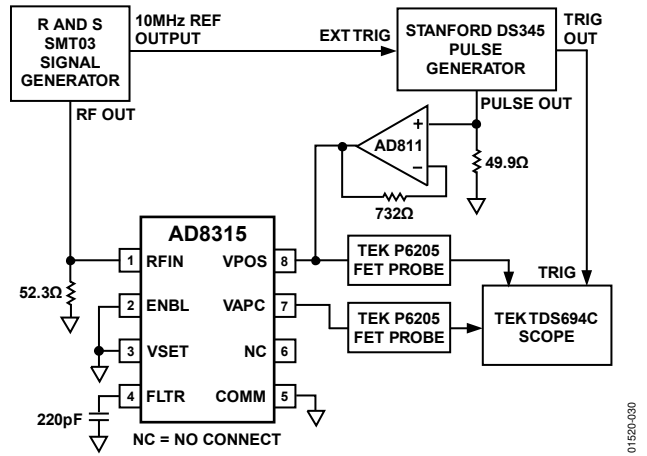 R AND S
SMT03
SIGNAL
GENERATOR
10MHz REF
OUTPUT
EXT TRIG
STANFORD DS345
PULSE
GENERATOR
TRIG
OUT
RF OUT
PULSE OUT
+
AD811
−
49.9Ω
732Ω
AD8315
1 RFIN
VPOS 8
TEK P6205
FET PROBE
TRIG
52.3Ω
2 ENBL
VAPC 7
TEK P6205
FET PROBE
TEK TDS694C
SCOPE
3 VSET
NC 6
4 FLTR
COMM 5
220pF
NC = NO CONNECT
01520-030